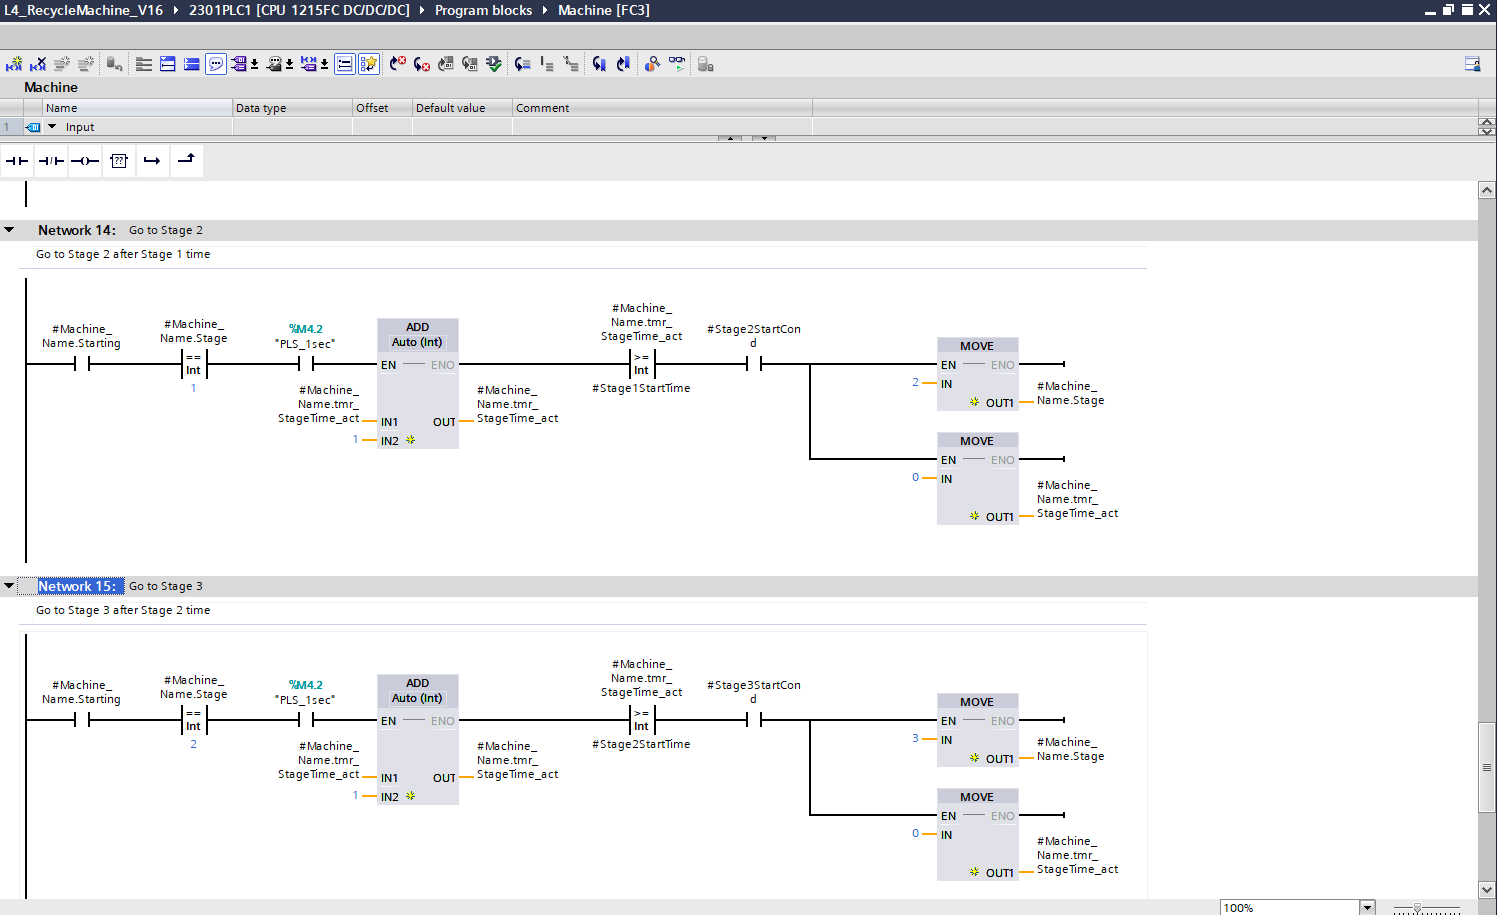 L4_RecycleMachine_V16 ▸ 2301PLC1 [CPU 1215FC DC/DC/DC] ▸ Program blocks ▸ Machine [FC3]
Machine
Name Data type Offset Default value Comment
1 Input
??
Network 14: Go to Stage 2
Go to Stage 2 after Stage 1 time
#Machine_
Name.Starting
#Machine_
Name.Stage
==
Int
1
%M4.2
"PLS_1sec"
ADD
Auto (Int)
EN ENO
#Machine_
Name.tmr_
StageTime_act
IN1
1 IN2
OUT
#Machine_
Name.tmr_
StageTime_act
#Machine_
Name.tmr_
StageTime_act
>=
Int
#Stage1StartTime
#Stage2StartCon
d
MOVE
EN ENO
2 IN
OUT1
#Machine_
Name.Stage
MOVE
EN ENO
0 IN
OUT1
#Machine_
Name.tmr_
StageTime_act
Network 15: Go to Stage 3
Go to Stage 3 after Stage 2 time
#Machine_
Name.Starting
#Machine_
Name.Stage
==
Int
2
%M4.2
"PLS_1sec"
ADD
Auto (Int)
EN ENO
#Machine_
Name.tmr_
StageTime_act
IN1
1 IN2
OUT
#Machine_
Name.tmr_
StageTime_act
#Machine_
Name.tmr_
StageTime_act
>=
Int
#Stage2StartTime
#Stage3StartCon
d
MOVE
EN ENO
3 IN
OUT1
#Machine_
Name.Stage
MOVE
EN ENO
0 IN
OUT1
#Machine_
Name.tmr_
StageTime_act
100%